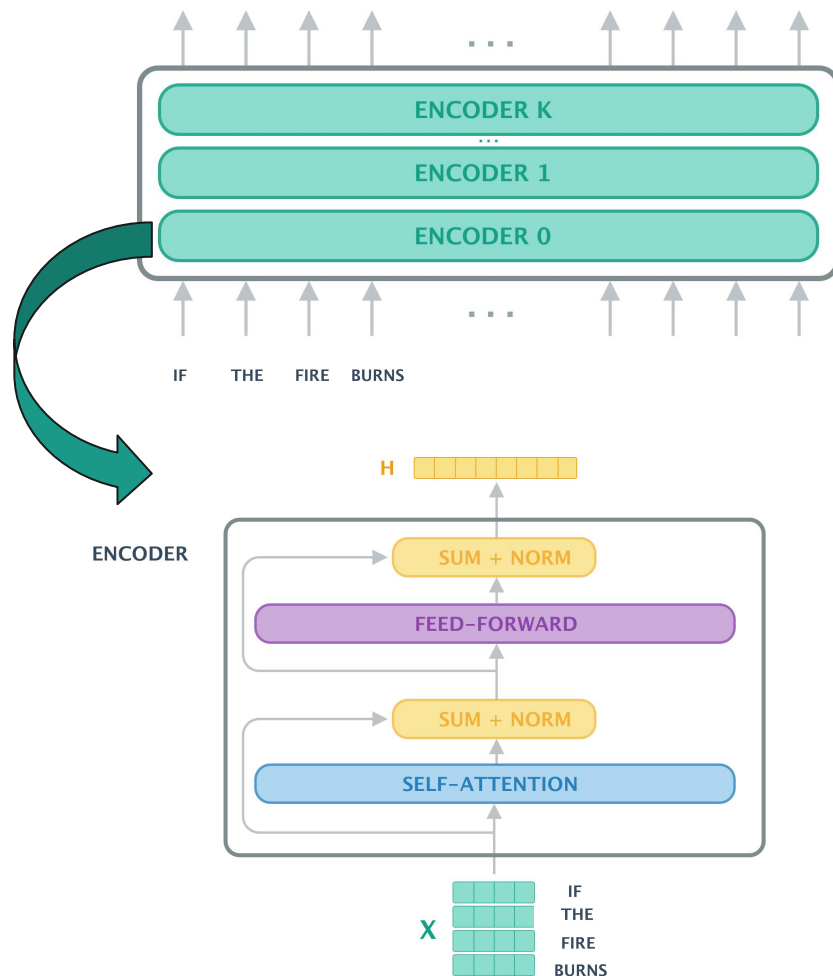 ...
ENCODER K
...
ENCODER 1
ENCODER 0
...
IF THE FIRE BURNS
H
ENCODER
SUM + NORM
FEED-FORWARD
SUM + NORM
SELF-ATTENTION
X
IF
THE
FIRE
BURNS